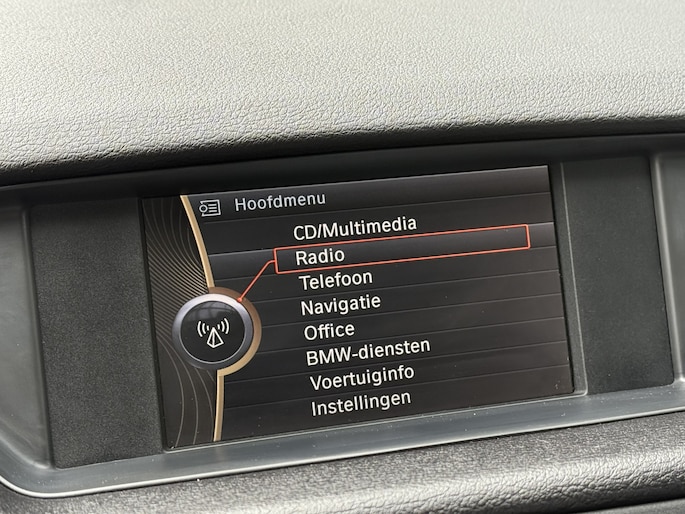 Hoofdmenu
CD/Multimedia
Radio
Telefoon
Navigatie
Office
BMW-diensten
Voertuiginfo
Instellingen